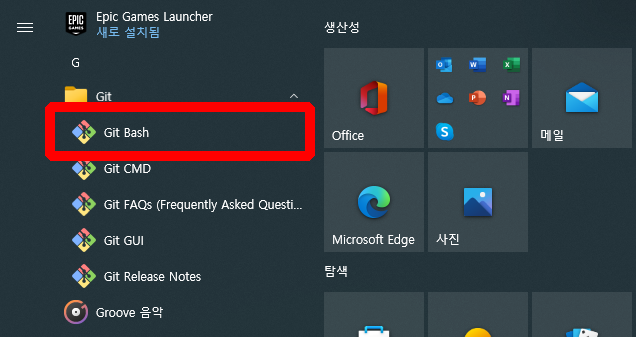 EPIC
GAMES
Epic Games Launcher
새로 설치됨
G
Git
Git Bash
Git CMD
Git FAQs (Frequently Asked Questi...
Git GUI
Git Release Notes
Groove 음악
생산성
Office
메일
Microsoft Edge
사진
탐색